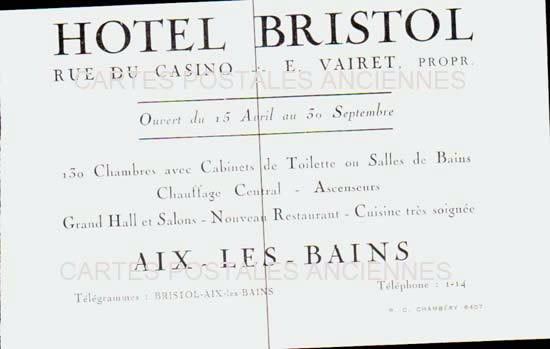 HOTEL BRISTOL
RUE DU CASINO - E. VAIRET, PROPR.
CARTES POSTALES ANCIENNES
Ouvert du 15 Avril au 30 Septembre
130 Chambres avec Cabinets de Toilette ou Salles de Bains
Chauffage Central - Ascenseurs
Grand Hall et Salons - Nouveau Restaurant - Cuisine très soignée
AIX - LES - BAINS
CARTES POSTALES ANCIENNES
Télégrammes : BRISTOL-AIX-les-BAINS
Téléphone : 1-14
R. C. CHAMBÉRY 6407